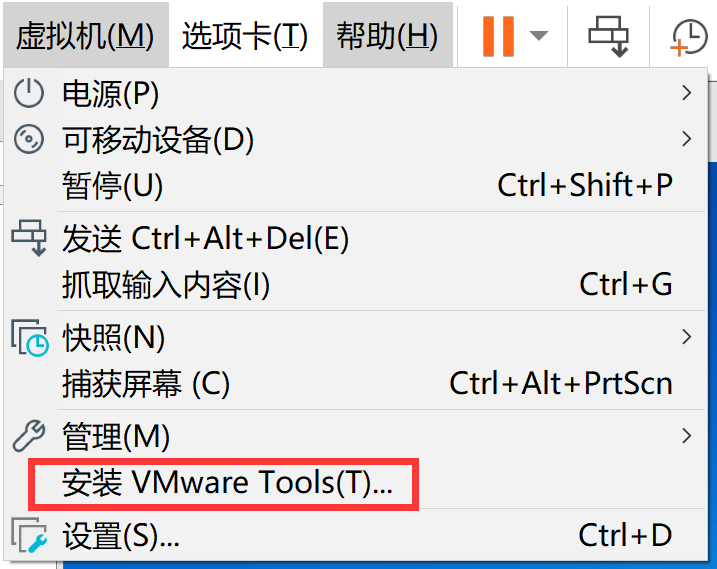 虚拟机(M) 选项卡(T) 帮助(H)
电源(P)
可移动设备(D)
暂停(U) Ctrl+Shift+P
发送 Ctrl+Alt+Del(E)
抓取输入内容(I) Ctrl+G
快照(N)
捕获屏幕 (C) Ctrl+Alt+PrtScn
管理(M)
安装 VMware Tools(T)...
设置(S)... Ctrl+D